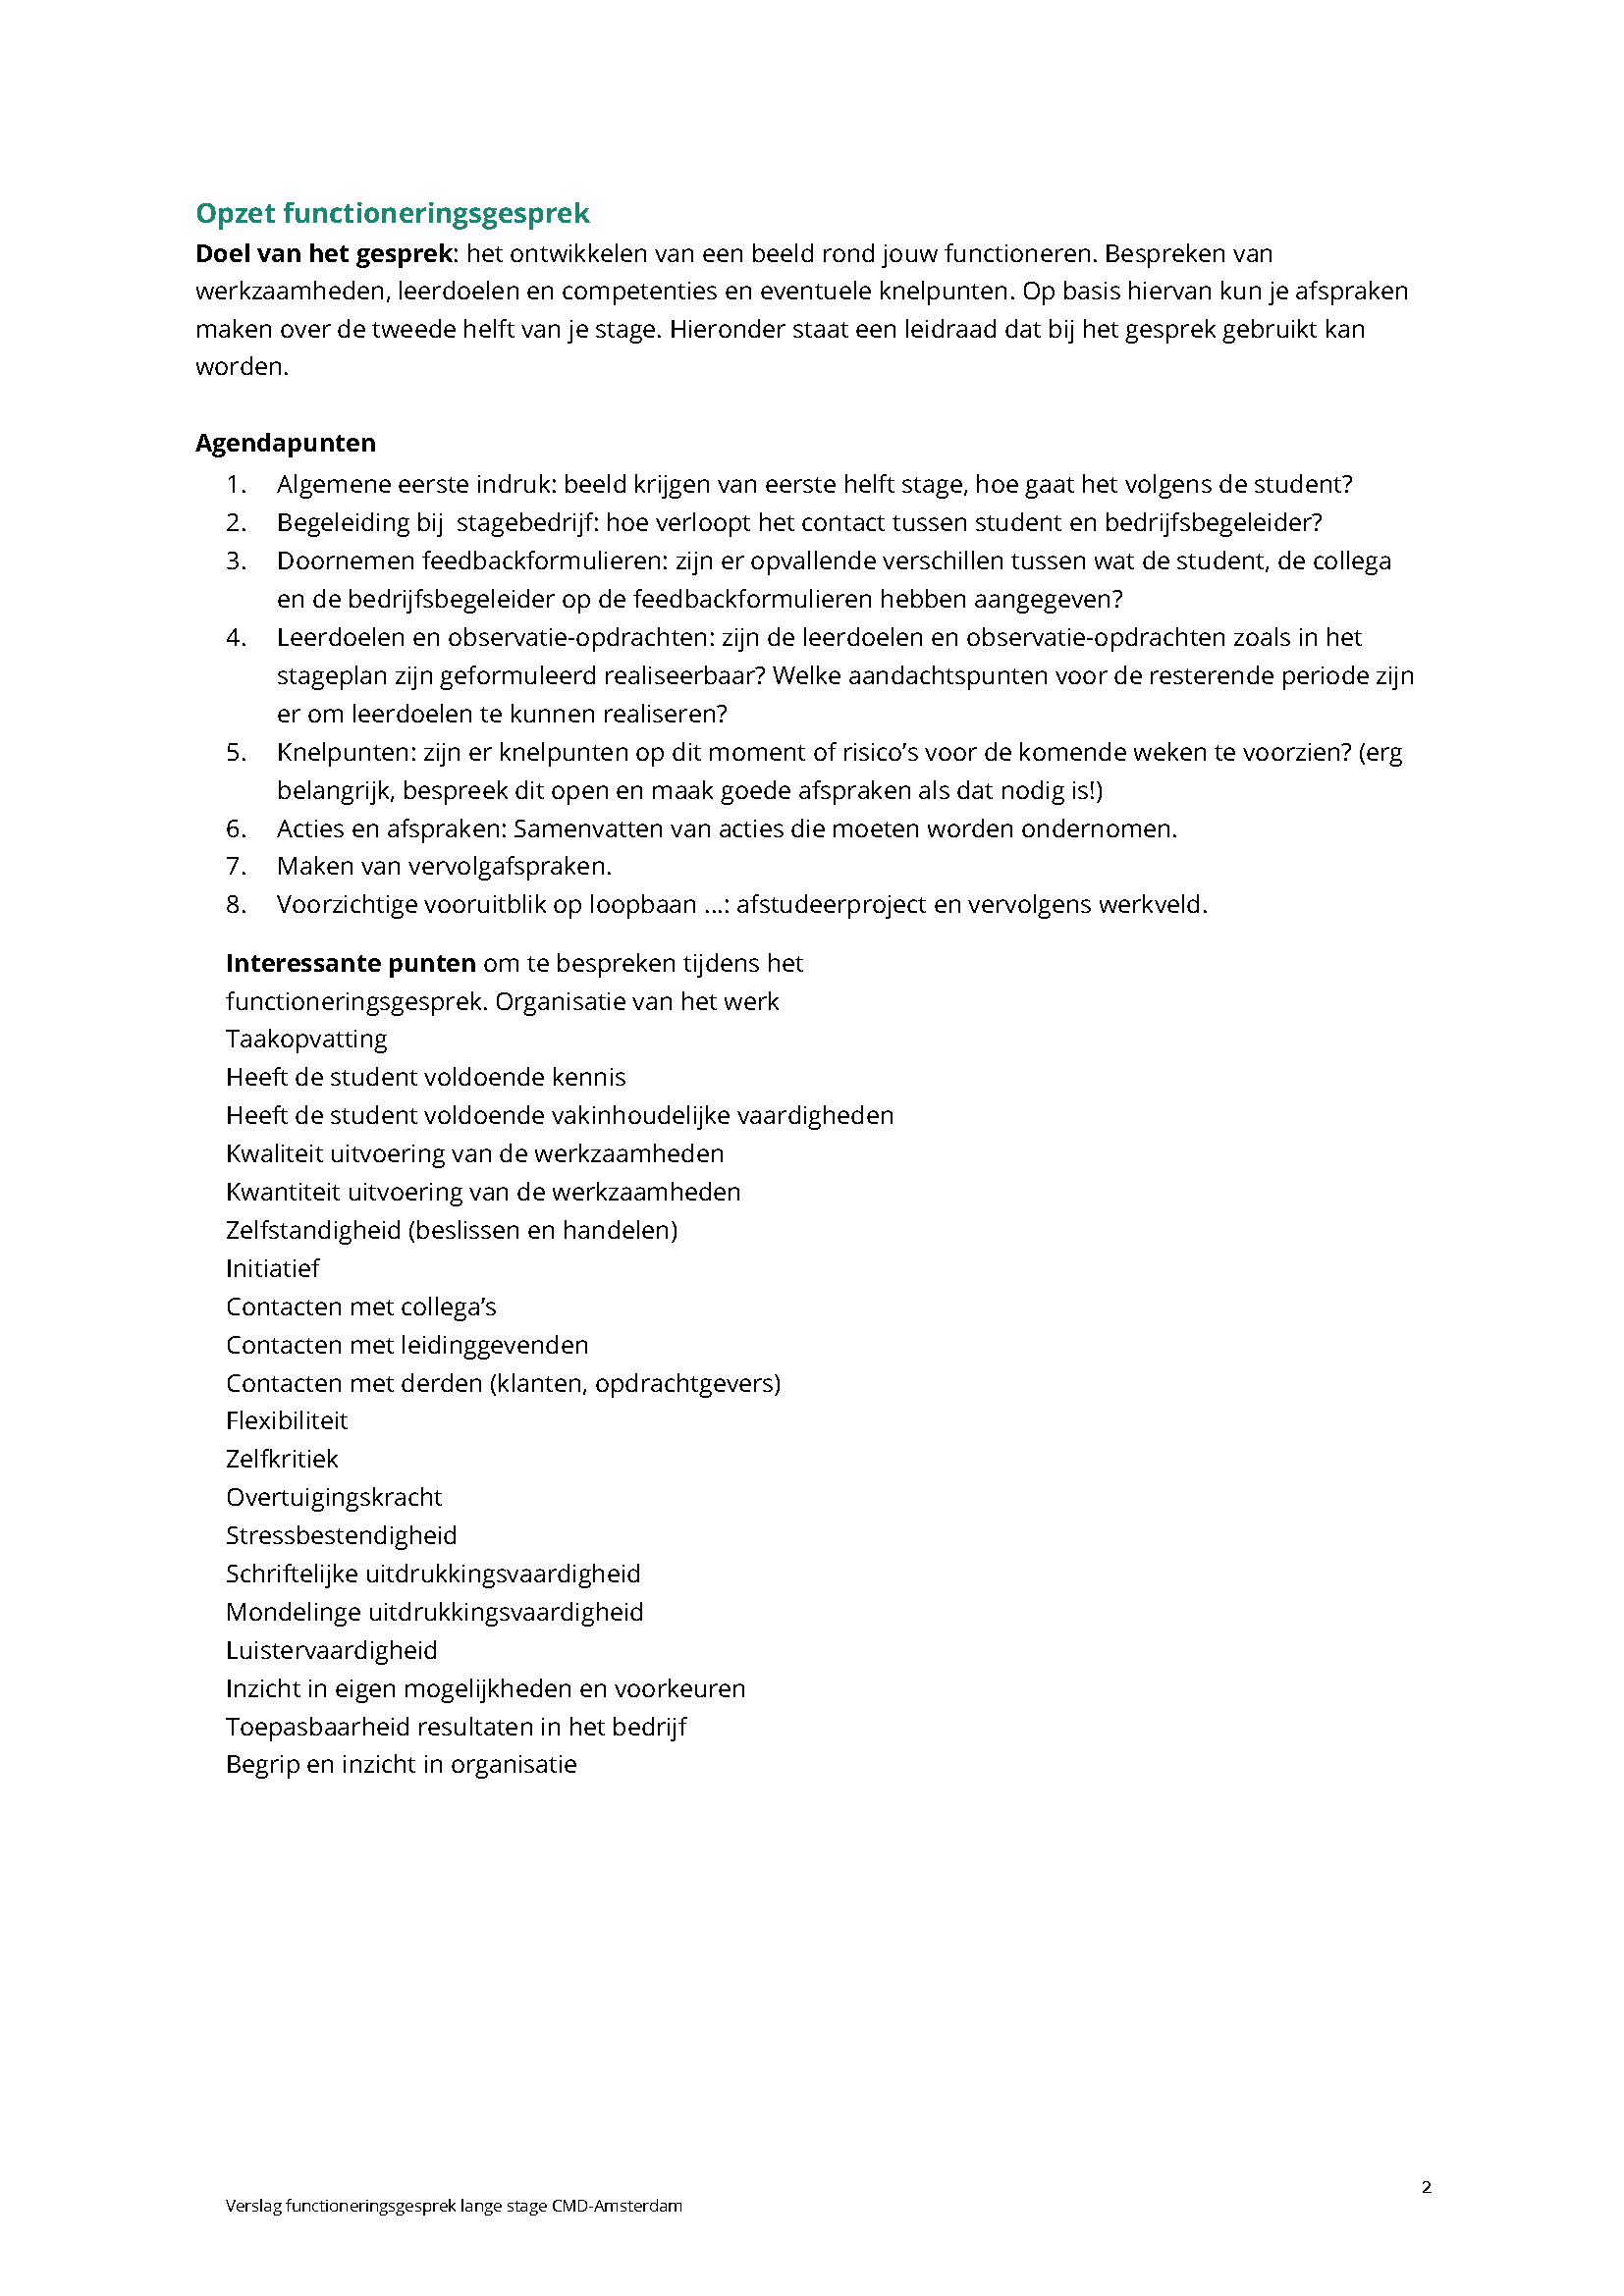 Opzet functioneringsgesprek
Doel van het gesprek: het ontwikkelen van een beeld rond jouw functioneren. Bespreken van
werkzaamheden, leerdoelen en competenties en eventuele knelpunten. Op basis hiervan kun je afspraken
maken over de tweede helft van je stage. Hieronder staat een leidraad dat bij het gesprek gebruikt kan
worden.
Agendapunten
1. Algemene eerste indruk: beeld krijgen van eerste helft stage, hoe gaat het volgens de student?
2. Begeleiding bij  stagebedrijf: hoe verloopt het contact tussen student en bedrijfsbegeleider?
3. Doornemen feedbackformulieren: zijn er opvallende verschillen tussen wat de student, de collega
en de bedrijfsbegeleider op de feedbackformulieren hebben aangegeven?
4. Leerdoelen en observatie-opdrachten: zijn de leerdoelen en observatie-opdrachten zoals in het
stageplan zijn geformuleerd realiseerbaar? Welke aandachtspunten voor de resterende periode zijn
er om leerdoelen te kunnen realiseren?
5. Knelpunten: zijn er knelpunten op dit moment of risico’s voor de komende weken te voorzien? (erg
belangrijk, bespreek dit open en maak goede afspraken als dat nodig is!)
6. Acties en afspraken: Samenvatten van acties die moeten worden ondernomen.
7. Maken van vervolgafspraken.
8. Voorzichtige vooruitblik op loopbaan ...: afstudeerproject en vervolgens werkveld.
Interessante punten om te bespreken tijdens het
functioneringsgesprek. Organisatie van het werk
Taakopvatting
Heeft de student voldoende kennis
Heeft de student voldoende vakinhoudelijke vaardigheden
Kwaliteit uitvoering van de werkzaamheden
Kwantiteit uitvoering van de werkzaamheden
Zelfstandigheid (beslissen en handelen)
Initiatief
Contacten met collega’s
Contacten met leidinggevenden
Contacten met derden (klanten, opdrachtgevers)
Flexibiliteit
Zelfkritiek
Overtuigingskracht
Stressbestendigheid
Schriftelijke uitdrukkingsvaardigheid
Mondelinge uitdrukkingsvaardigheid
Luistervaardigheid
Inzicht in eigen mogelijkheden en voorkeuren
Toepasbaarheid resultaten in het bedrijf
Begrip en inzicht in organisatie
2
Verslag functioneringsgesprek lange stage CMD-Amsterdam